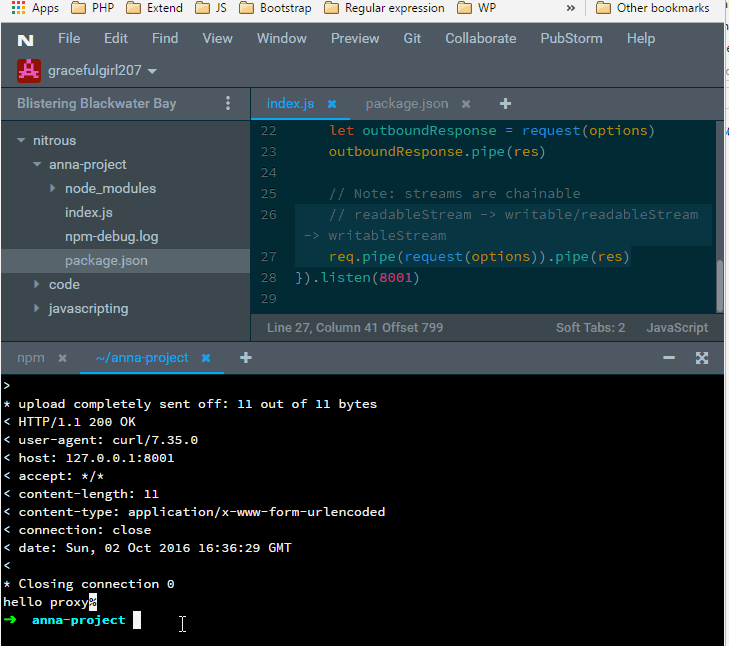 Apps PHP Extend JS Bootstrap Regular expression WP » Other bookmarks
N File Edit Find View Window Preview Git Collaborate PubStorm Help
gracefulgirl207
Blistering Blackwater Bay
nitrous
anna-project
node_modules
index.js
npm-debug.log
package.json
code
javascripting
index.js × package.json × +
22 let outboundResponse = request(options)
23 outboundResponse.pipe(res)
24
25 // Note: streams are chainable
26 // readableStream -> writable/readableStream
-> writableStream
27 req.pipe(request(options)).pipe(res)
28 }).listen(8001)
29
Line 27, Column 41 Offset 799 Soft Tabs: 2 JavaScript
npm × ~/anna-project × +
>
* upload completely sent off: 11 out of 11 bytes
< HTTP/1.1 200 OK
< user-agent: curl/7.35.0
< host: 127.0.0.1:8001
< accept: */*
< content-length: 11
< content-type: application/x-www-form-urlencoded
< connection: close
< date: Sun, 02 Oct 2016 16:36:29 GMT
<
* Closing connection 0
hello proxy%
➜ anna-project